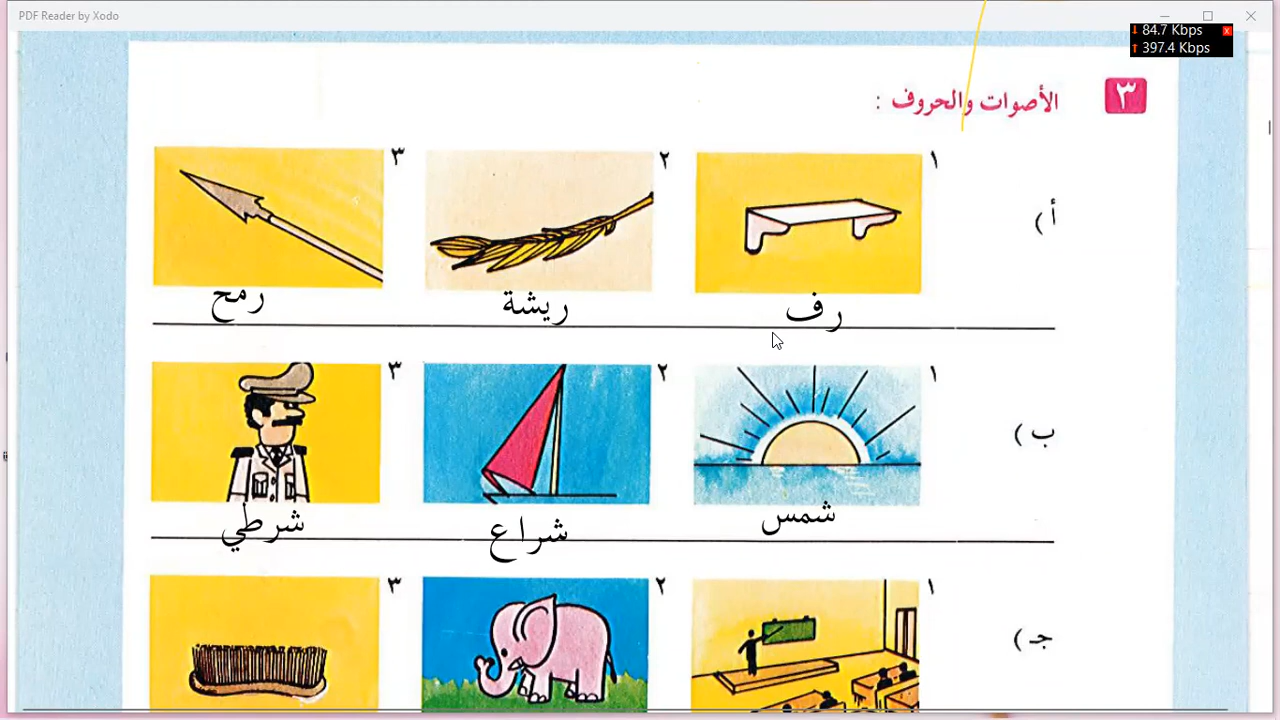 PDF Reader by Xodo
84.7 Kbps x
397.4 Kbps
٣ الأصوات والحروف :
أ )
١ ٢ ٣
رف ريشة رمح
ب )
١ ٢ ٣
شمس شراع شرطي
جـ )
١ ٢ ٣